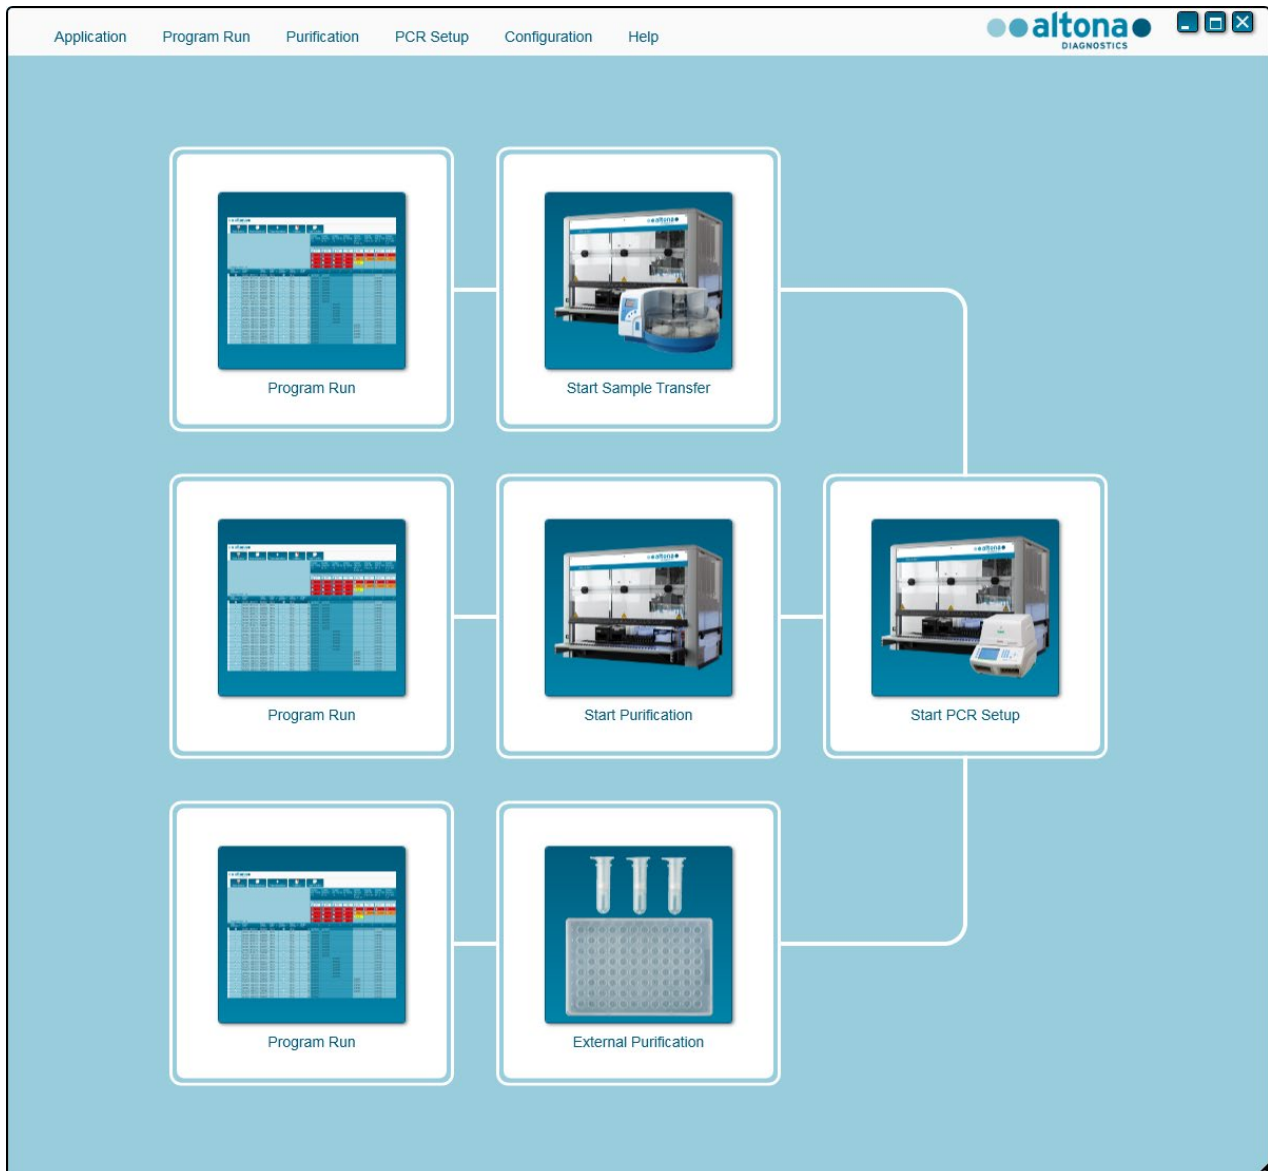 Application Program Run Purification PCR Setup Configuration Help
altona
DIAGNOSTICS
Program Run
Start Sample Transfer
Program Run
Start Purification
Start PCR Setup
Program Run
External Purification